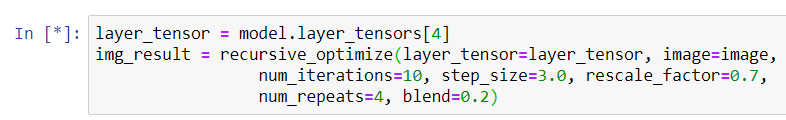 In [*]: layer_tensor = model.layer_tensors[4]
img_result = recursive_optimize(layer_tensor=layer_tensor, image=image,
num_iterations=10, step_size=3.0, rescale_factor=0.7,
num_repeats=4, blend=0.2)